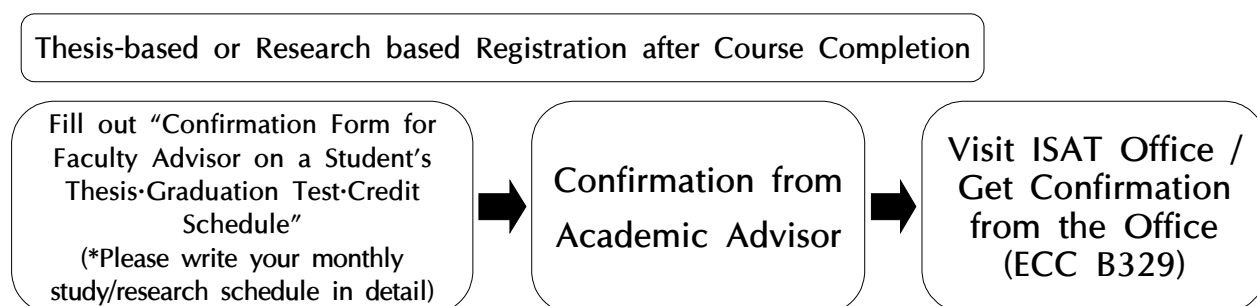 Thesis-based or Research based Registration after Course Completion
Fill out “Confirmation Form for
Faculty Advisor on a Student’s
Thesis·Graduation Test·Credit
Schedule”
(*Please write your monthly
study/research schedule in detail)
Confirmation from
Academic Advisor
Visit ISAT Office /
Get Confirmation
from the Office
(ECC B329)